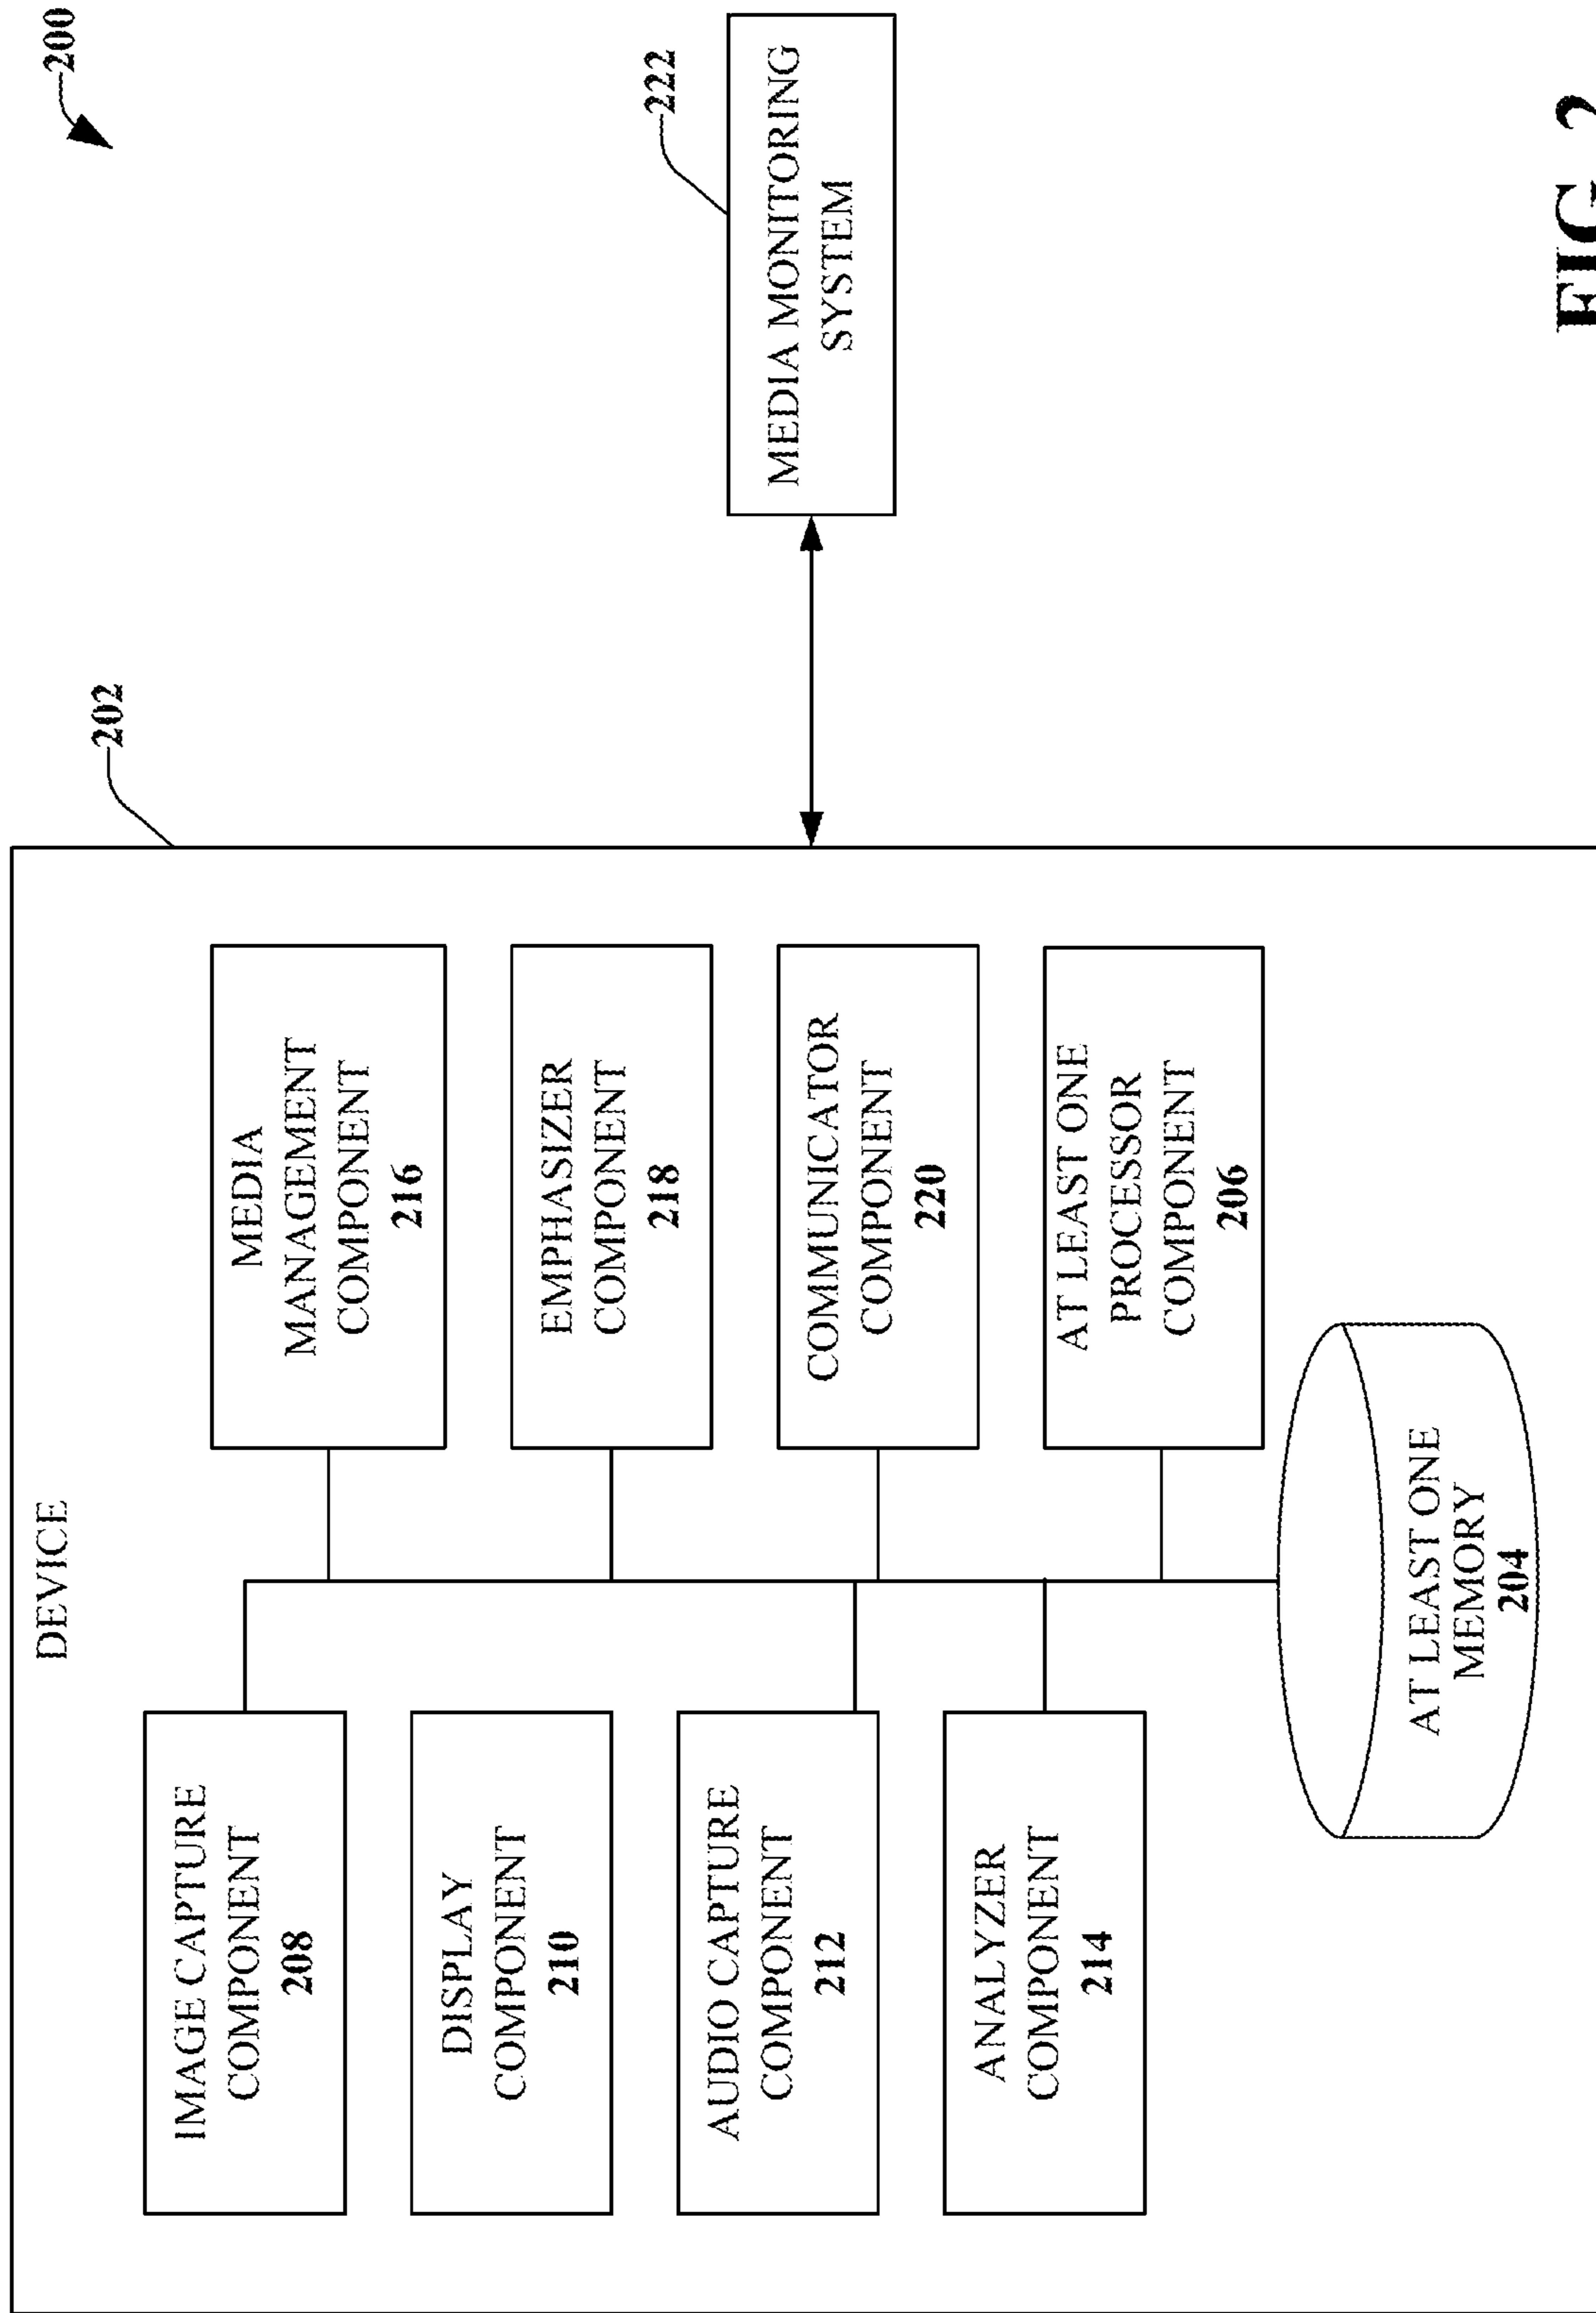 200
202
DEVICE
IMAGE CAPTURE
COMPONENT
208
DISPLAY
COMPONENT
210
AUDIO CAPTURE
COMPONENT
212
ANALYZER
COMPONENT
214
MEDIA
MANAGEMENT
COMPONENT
216
EMPHASIZER
COMPONENT
218
COMMUNICATOR
COMPONENT
220
AT LEAST ONE
PROCESSOR
COMPONENT
206
AT LEAST ONE
MEMORY
204
222
MEDIA MONITORING
SYSTEM
FIG. 2